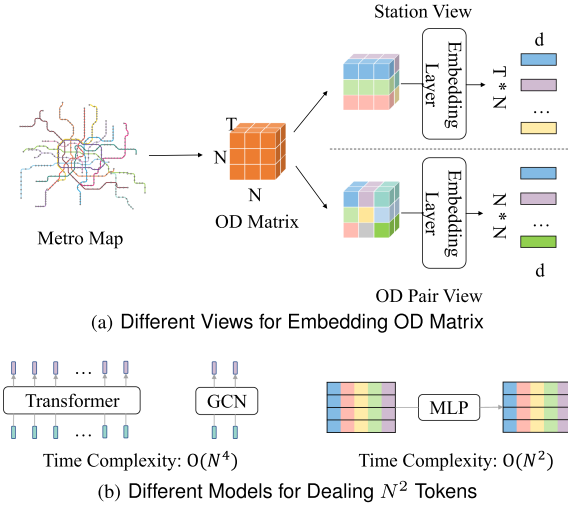 Station View
Metro Map
T
N
N
OD Matrix
Embedding
Layer
T*N
d
...
Embedding
Layer
N*N
...
d
OD Pair View
(a) Different Views for Embedding OD Matrix
...
Transformer
...
GCN
MLP
Time Complexity: O(N⁴)
Time Complexity: O(N²)
(b) Different Models for Dealing N² Tokens